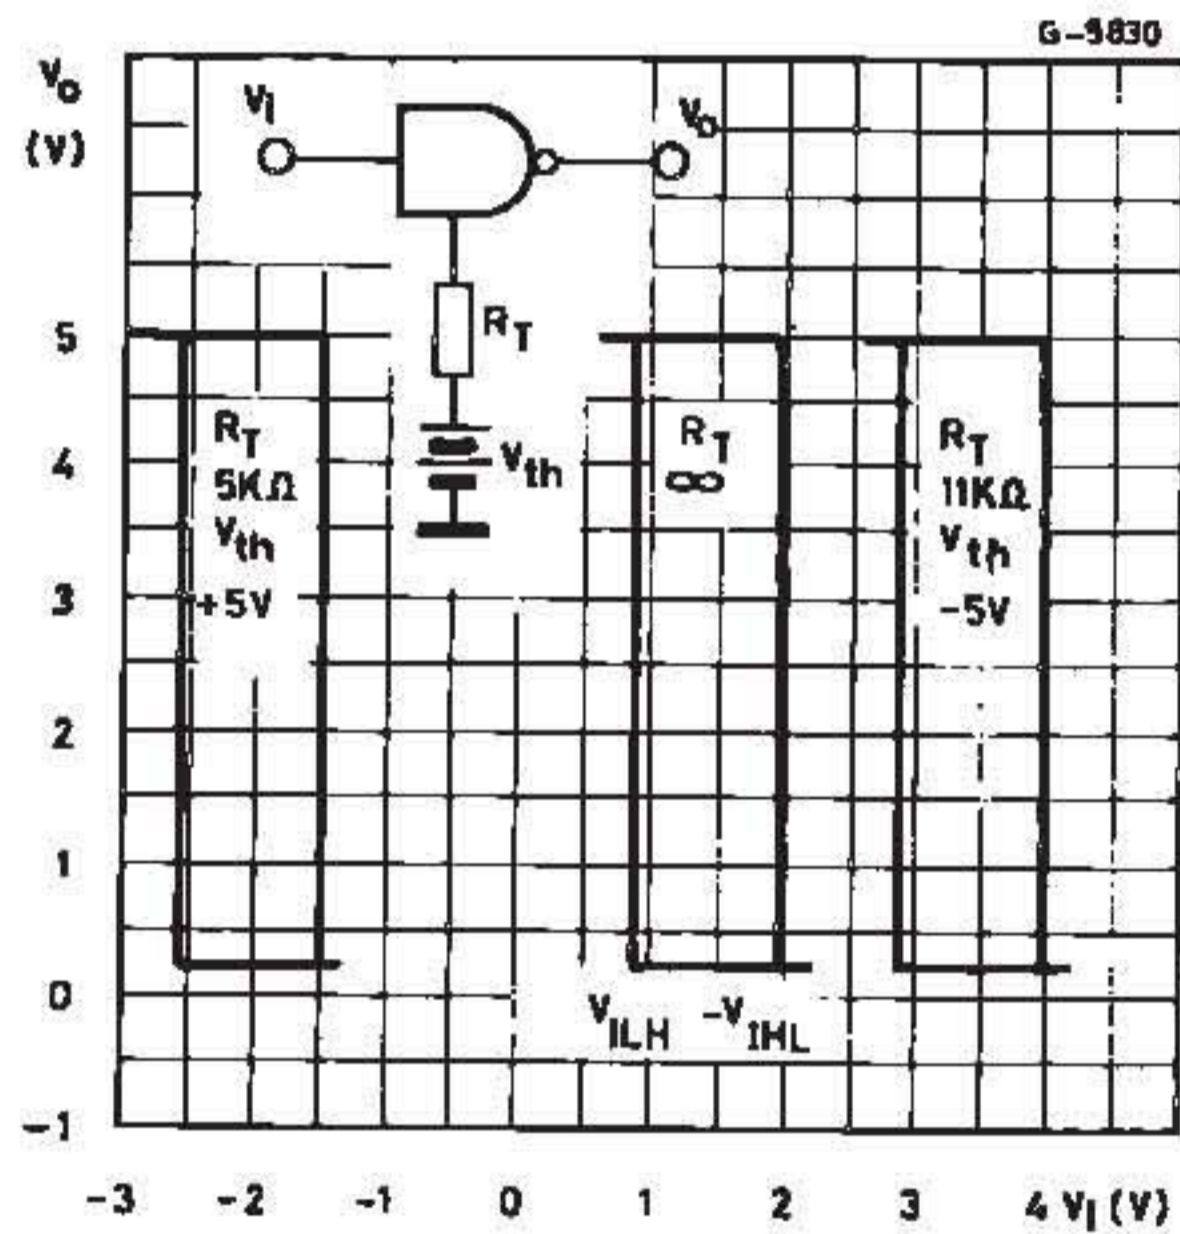 G-5830
Vo
(V)
Vi
Vo
RT
Vth
5
4
3
2
1
0
-1
RT
5KΩ
Vth
+5V
RT
∞
RT
11KΩ
Vth
-5V
VILH
-VIHL
-3 -2 -1 0 1 2 3 4 VI (V)